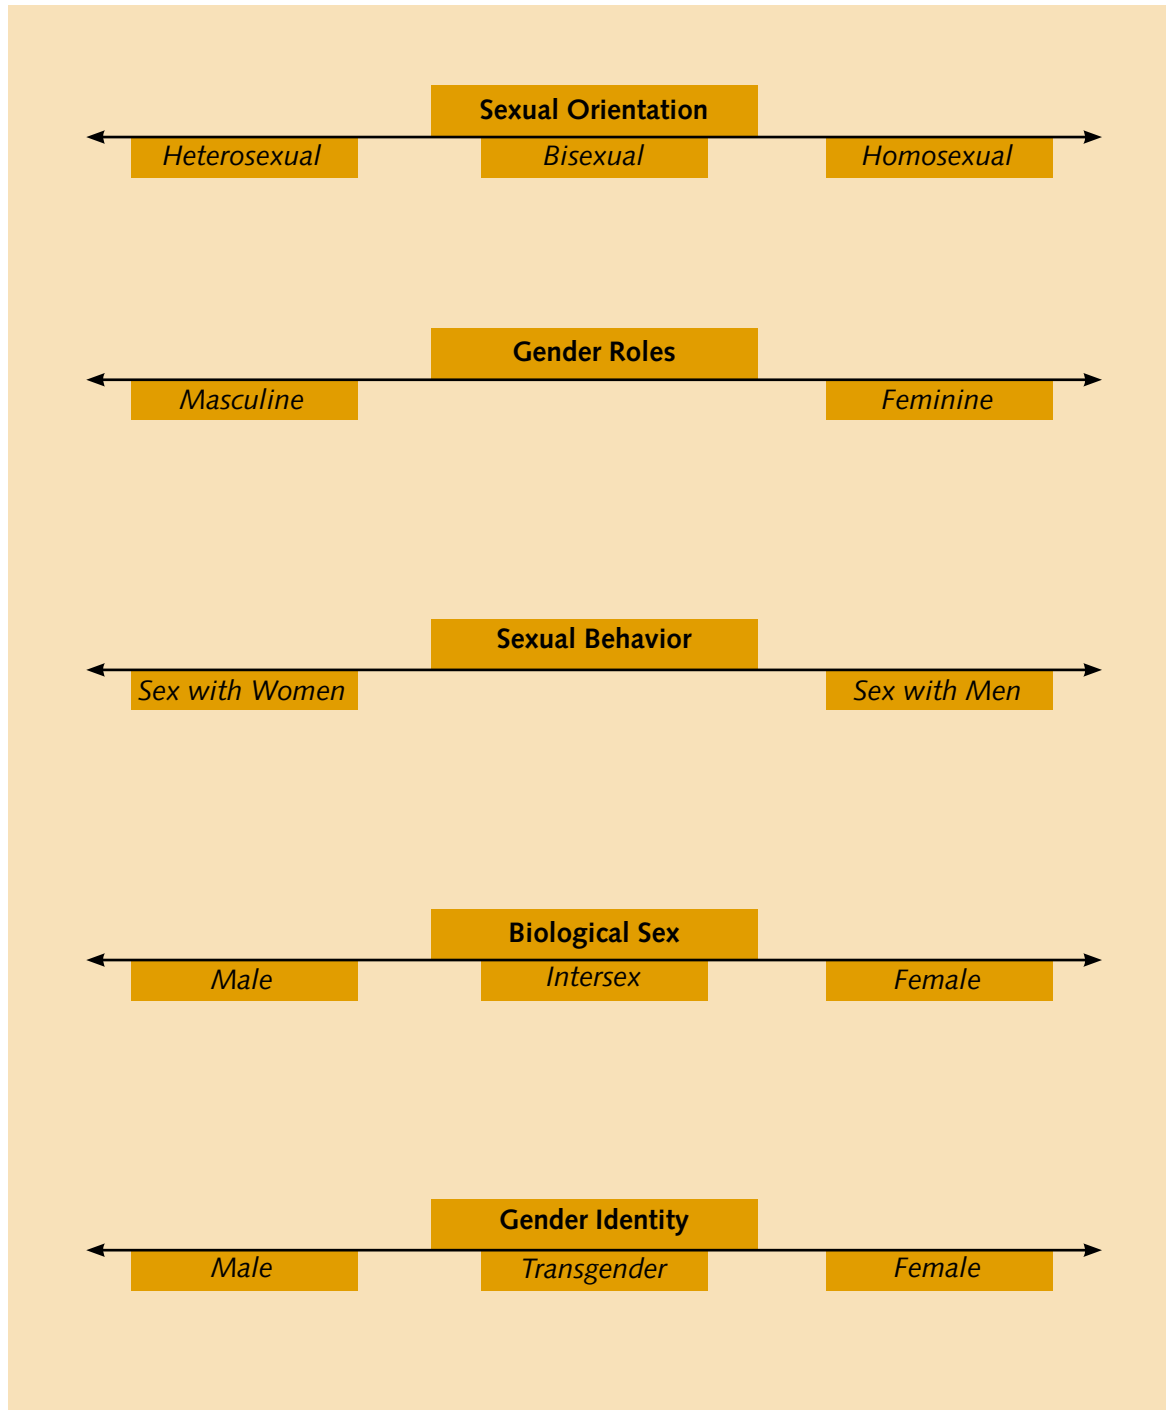 Sexual Orientation
Heterosexual Bisexual Homosexual
Gender Roles
Masculine Feminine
Sexual Behavior
Sex with Women Sex with Men
Biological Sex
Male Intersex Female
Gender Identity
Male Transgender Female